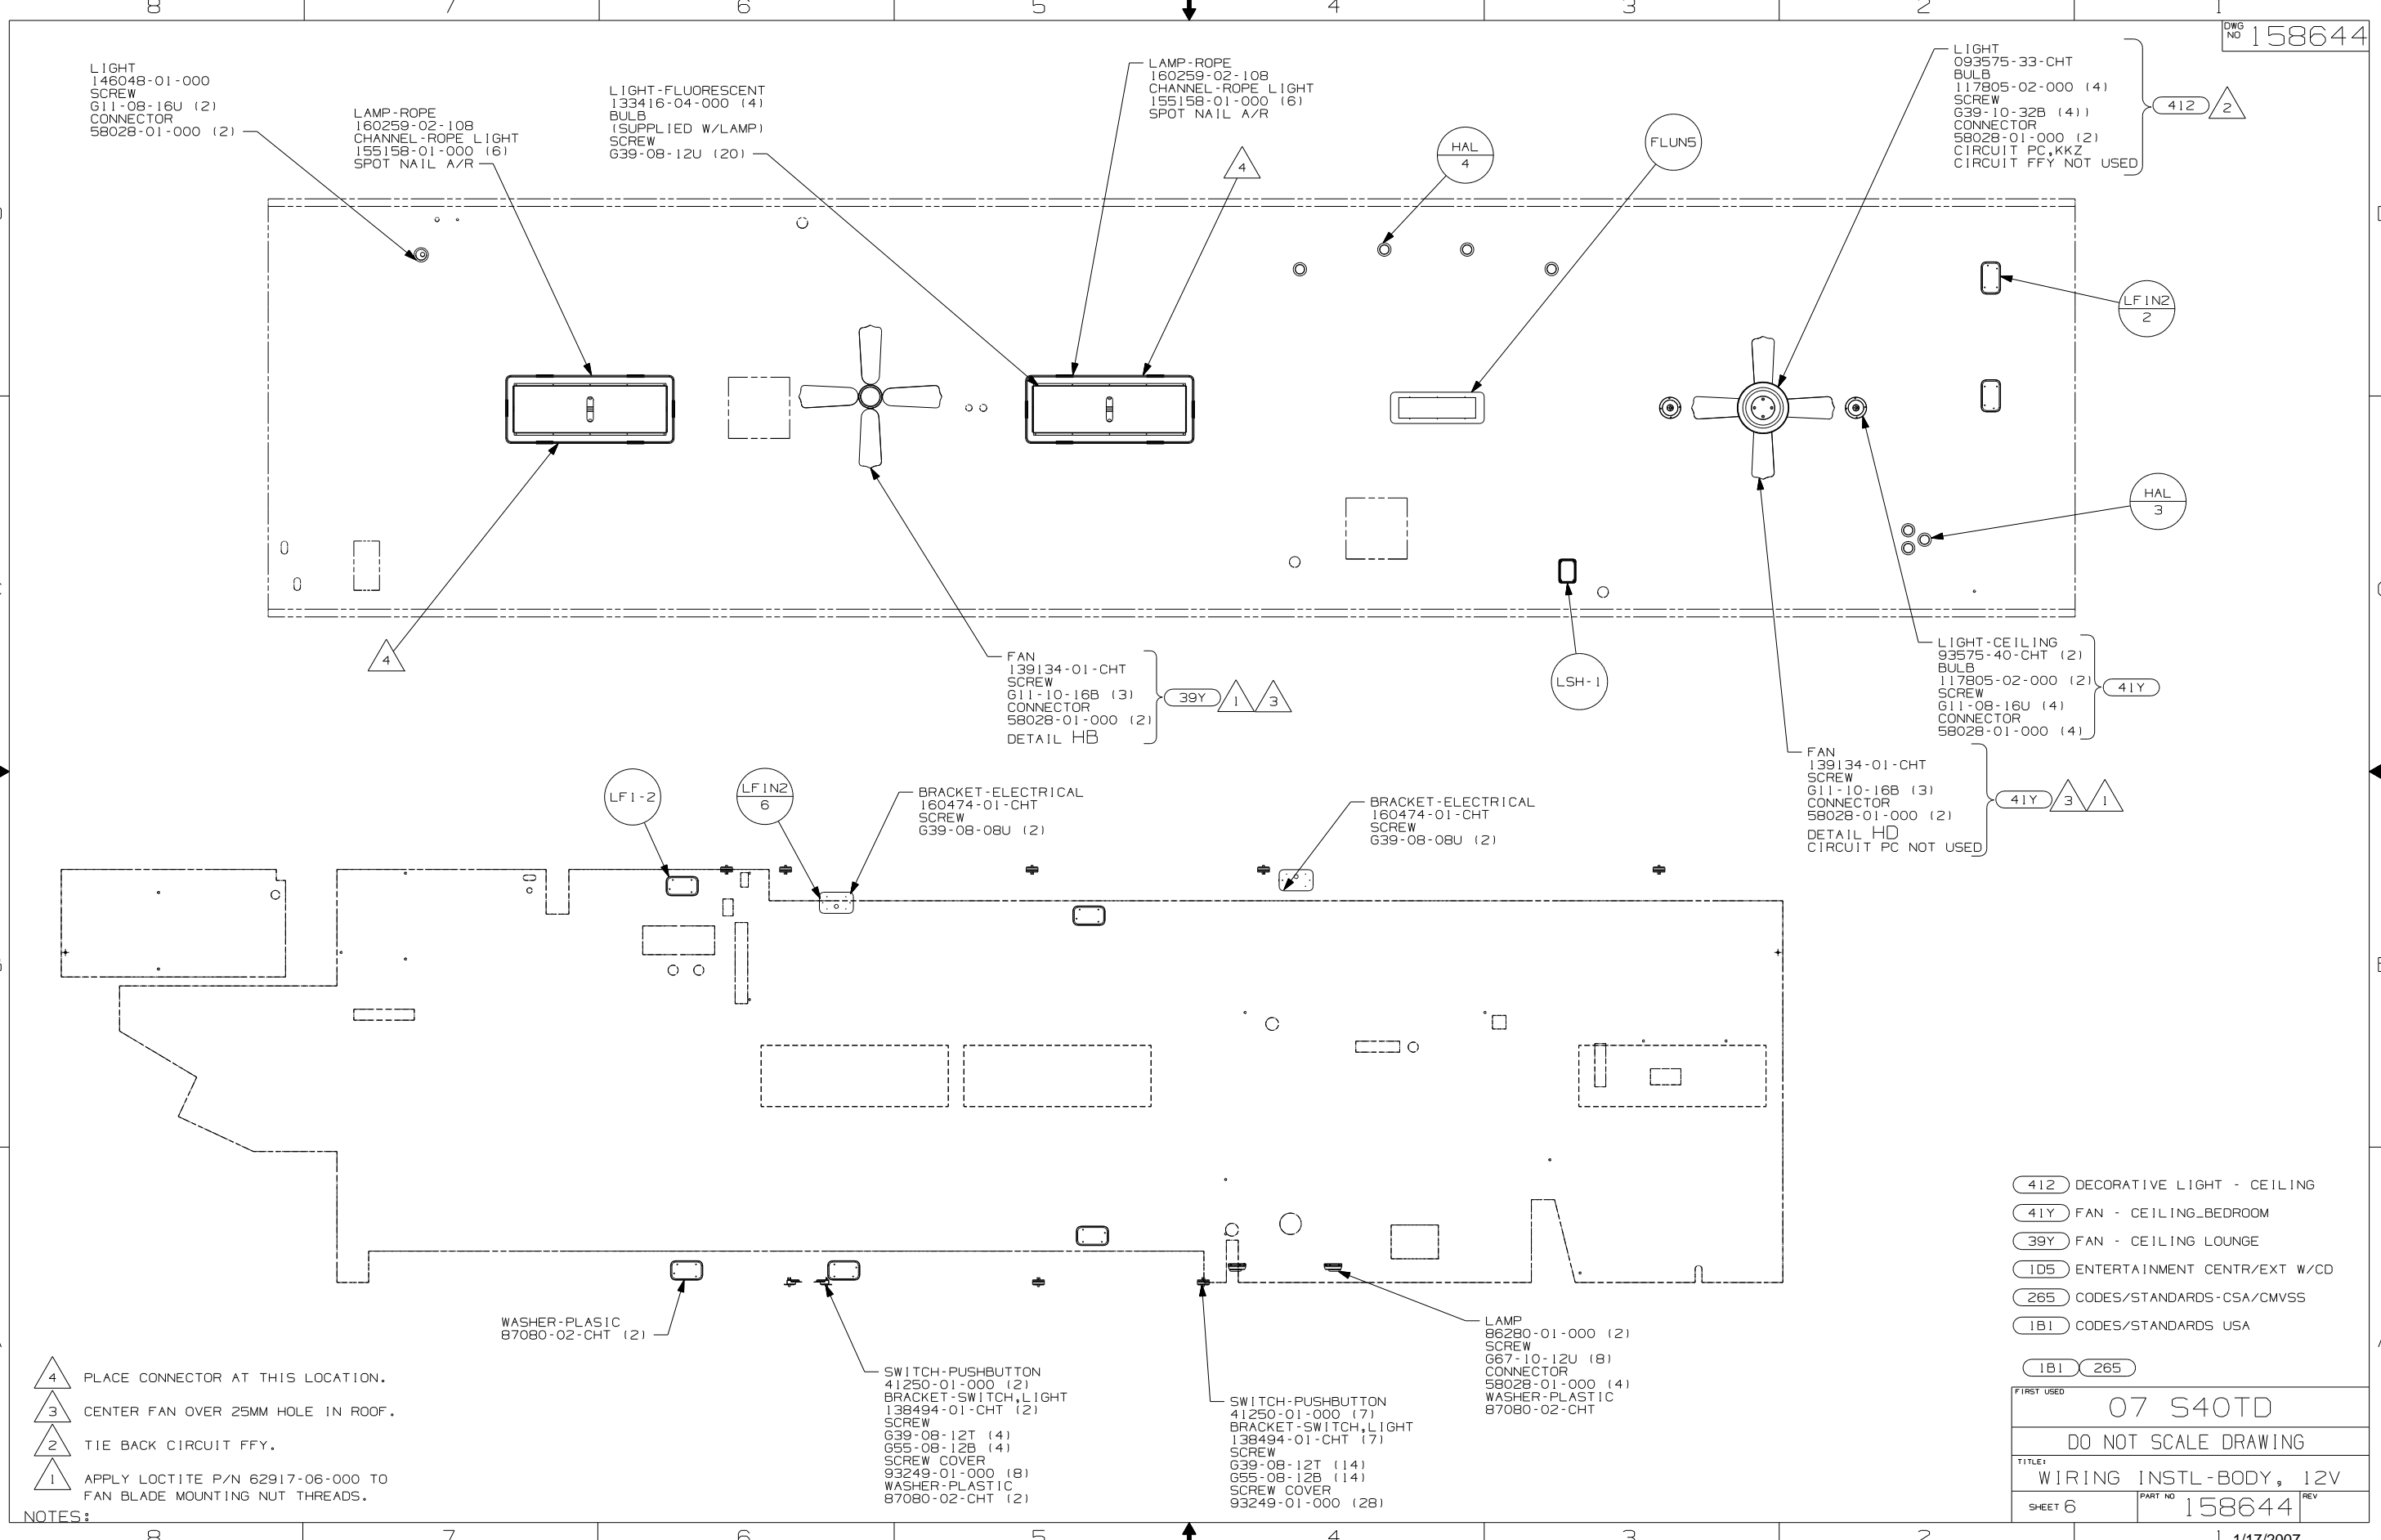 8 7 6 5 4 3 2 1
DWG NO 158644
LIGHT
146048-01-000
SCREW
G11-08-16U (2)
CONNECTOR
58028-01-000 (2)
LAMP-ROPE
160259-02-108
CHANNEL-ROPE LIGHT
155158-01-000 (6)
SPOT NAIL A/R
LIGHT-FLUORESCENT
133416-04-000 (4)
BULB
(SUPPLIED W/LAMP)
SCREW
G39-08-12U (20)
LAMP-ROPE
160259-02-108
CHANNEL-ROPE LIGHT
155158-01-000 (6)
SPOT NAIL A/R
4
HAL
4
FLUN5
LIGHT
093575-33-CHT
BULB
117805-02-000 (4)
SCREW
G39-10-32B (4))
CONNECTOR
58028-01-000 (2)
CIRCUIT PC,KKZ
CIRCUIT FFY NOT USED
412 2
LF1N2
2
HAL
3
4
FAN
139134-01-CHT
SCREW
G11-10-16B (3)
CONNECTOR
58028-01-000 (2)
DETAIL HB
39Y 1 3
LSH-1
LIGHT-CEILING
93575-40-CHT (2)
BULB
117805-02-000 (2)
SCREW
G11-08-16U (4)
CONNECTOR
58028-01-000 (4)
41Y
FAN
139134-01-CHT
SCREW
G11-10-16B (3)
CONNECTOR
58028-01-000 (2)
DETAIL HD
CIRCUIT PC NOT USED
41Y 3 1
LF1-2
LF1N2
6
BRACKET-ELECTRICAL
160474-01-CHT
SCREW
G39-08-08U (2)
BRACKET-ELECTRICAL
160474-01-CHT
SCREW
G39-08-08U (2)
WASHER-PLASIC
87080-02-CHT (2)
SWITCH-PUSHBUTTON
41250-01-000 (2)
BRACKET-SWITCH,LIGHT
138494-01-CHT (2)
SCREW
G39-08-12T (4)
G55-08-12B (4)
SCREW COVER
93249-01-000 (8)
WASHER-PLASTIC
87080-02-CHT (2)
SWITCH-PUSHBUTTON
41250-01-000 (7)
BRACKET-SWITCH,LIGHT
138494-01-CHT (7)
SCREW
G39-08-12T (14)
G55-08-12B (14)
SCREW COVER
93249-01-000 (28)
LAMP
86280-01-000 (2)
SCREW
G67-10-12U (8)
CONNECTOR
58028-01-000 (4)
WASHER-PLASTIC
87080-02-CHT
412 DECORATIVE LIGHT - CEILING
41Y FAN - CEILING_BEDROOM
39Y FAN - CEILING LOUNGE
1D5 ENTERTAINMENT CENTR/EXT W/CD
265 CODES/STANDARDS-CSA/CMVSS
1B1 CODES/STANDARDS USA
1B1 265
4 PLACE CONNECTOR AT THIS LOCATION.
3 CENTER FAN OVER 25MM HOLE IN ROOF.
2 TIE BACK CIRCUIT FFY.
1 APPLY LOCTITE P/N 62917-06-000 TO
FAN BLADE MOUNTING NUT THREADS.
NOTES:
FIRST USED
07 S40TD
DO NOT SCALE DRAWING
TITLE:
WIRING INSTL-BODY, 12V
SHEET 6 PART NO 158644 REV
8 7 6 5 4 3 2 1
1/17/2007